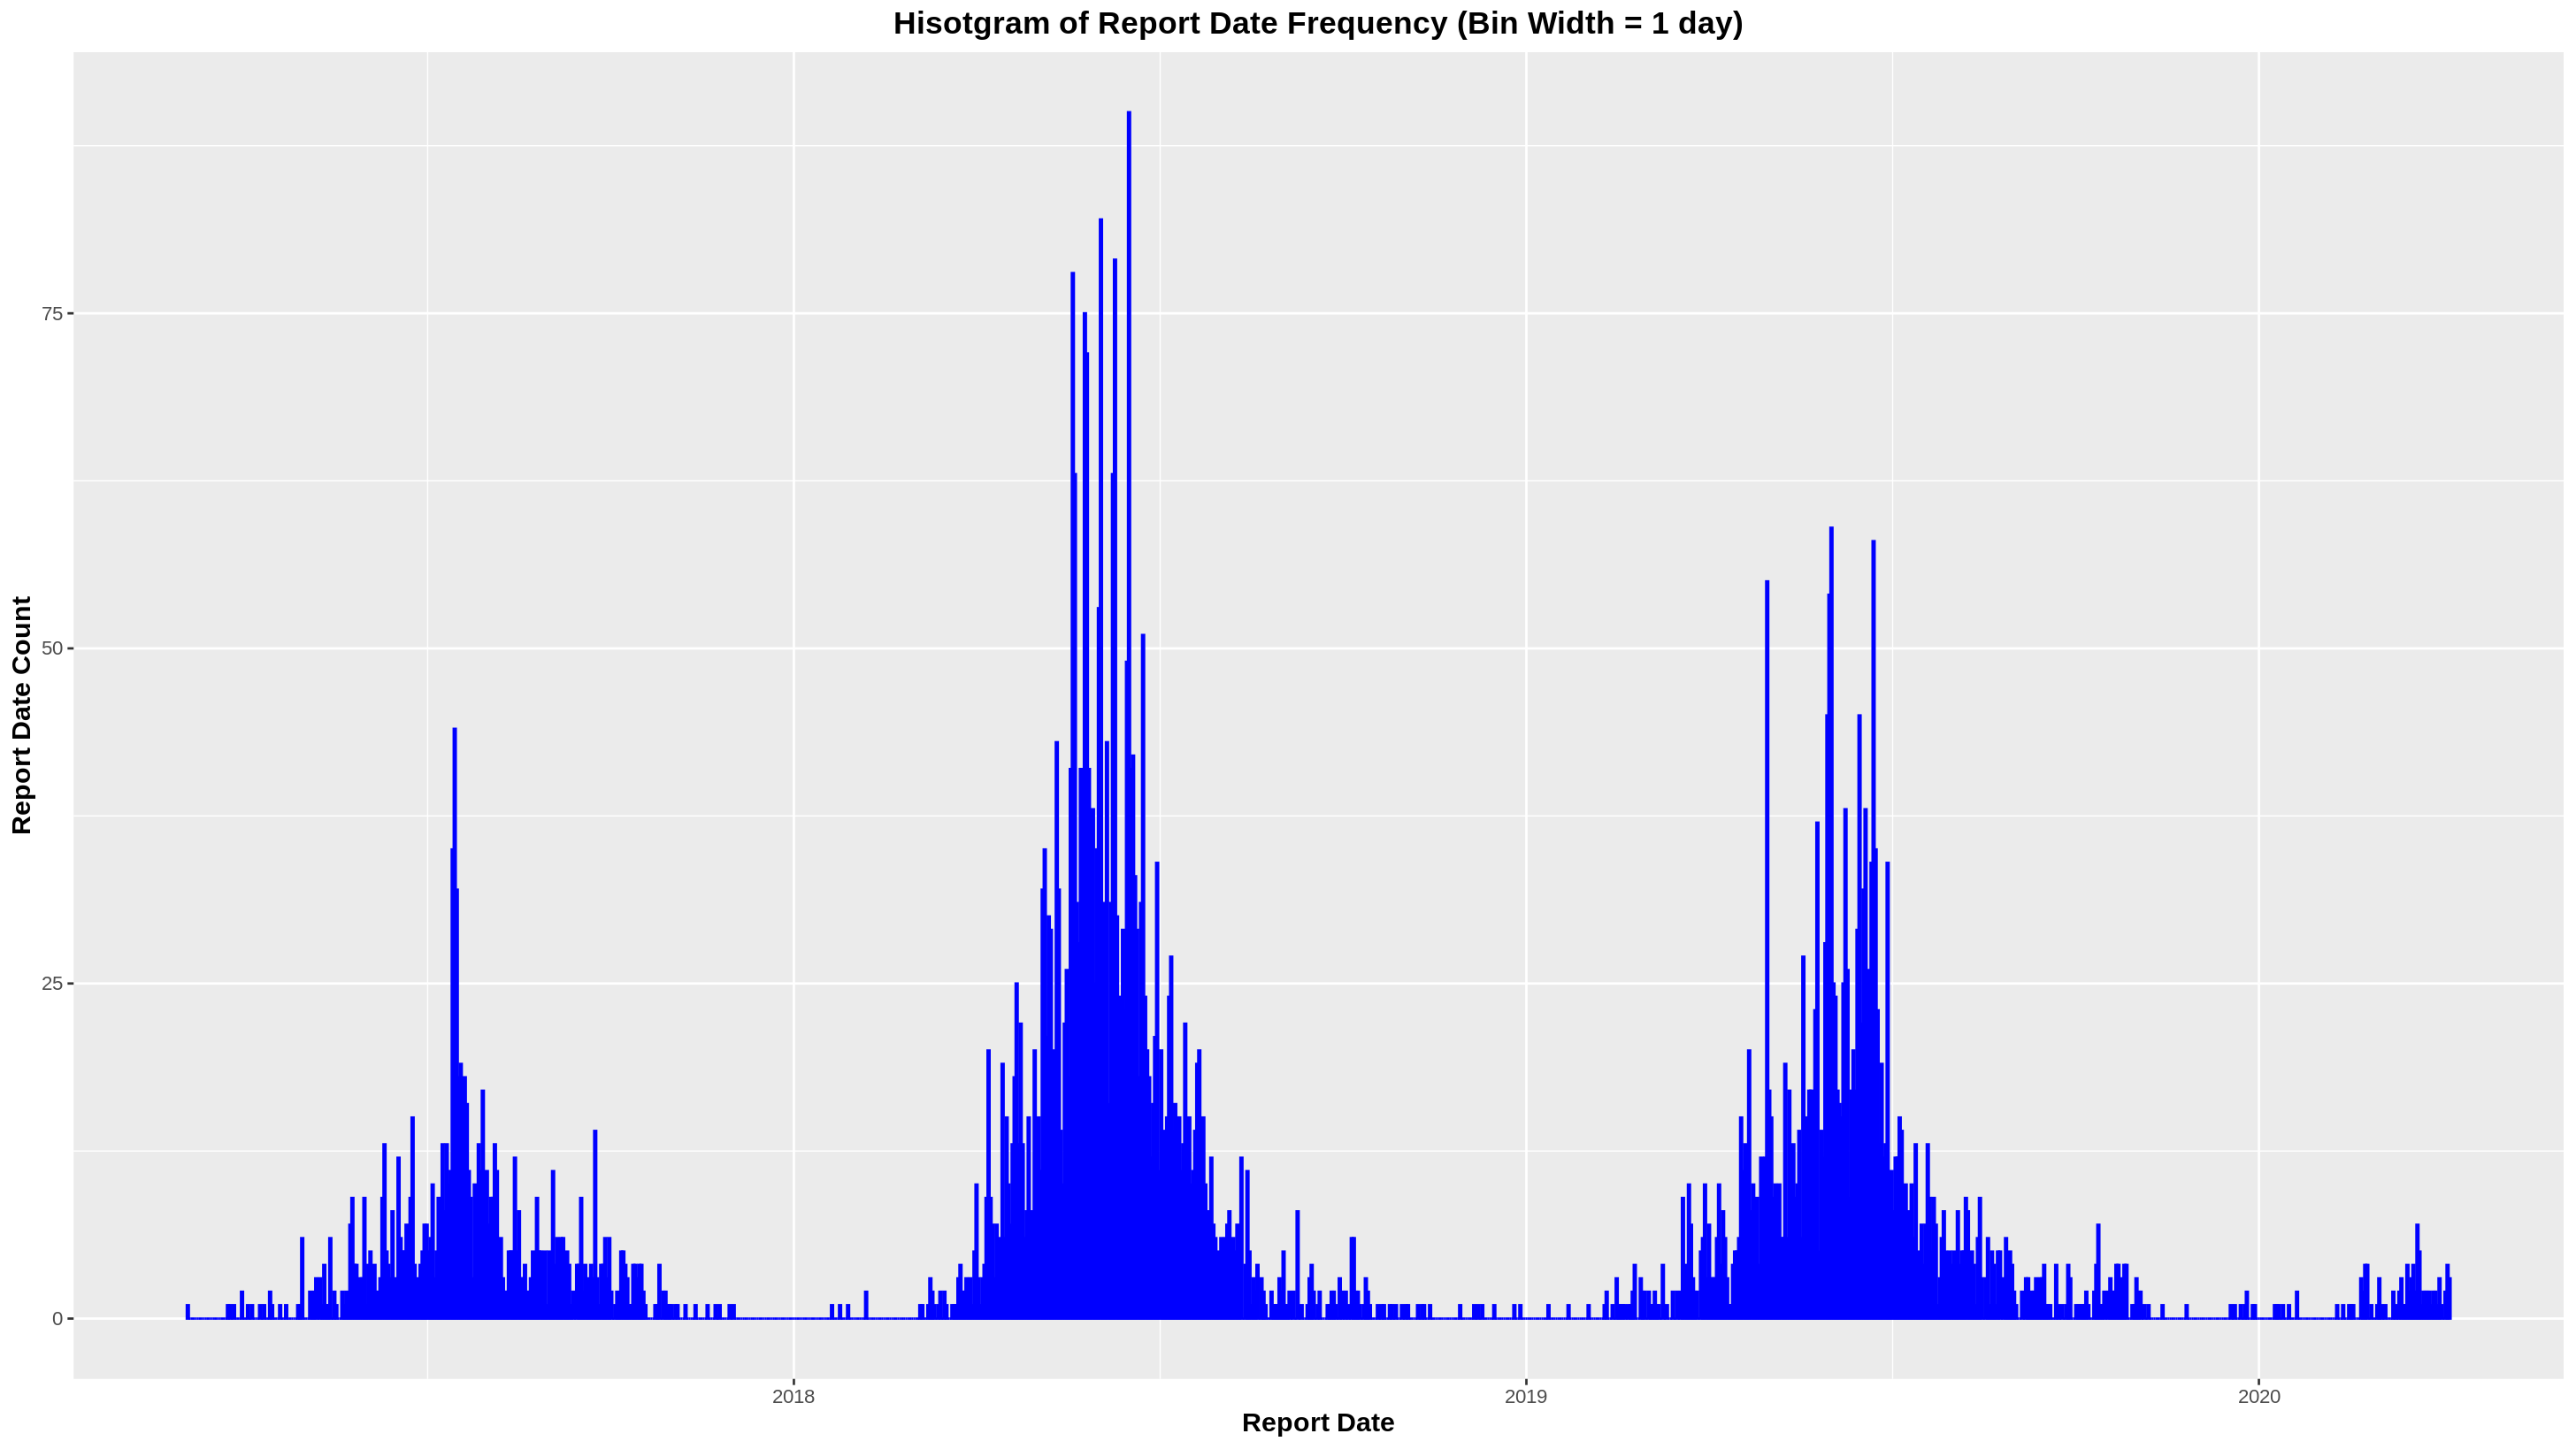 Hisotgram of Report Date Frequency (Bin Width = 1 day)
Report Date Count
75
50
25
0
2018 2019 2020
Report Date